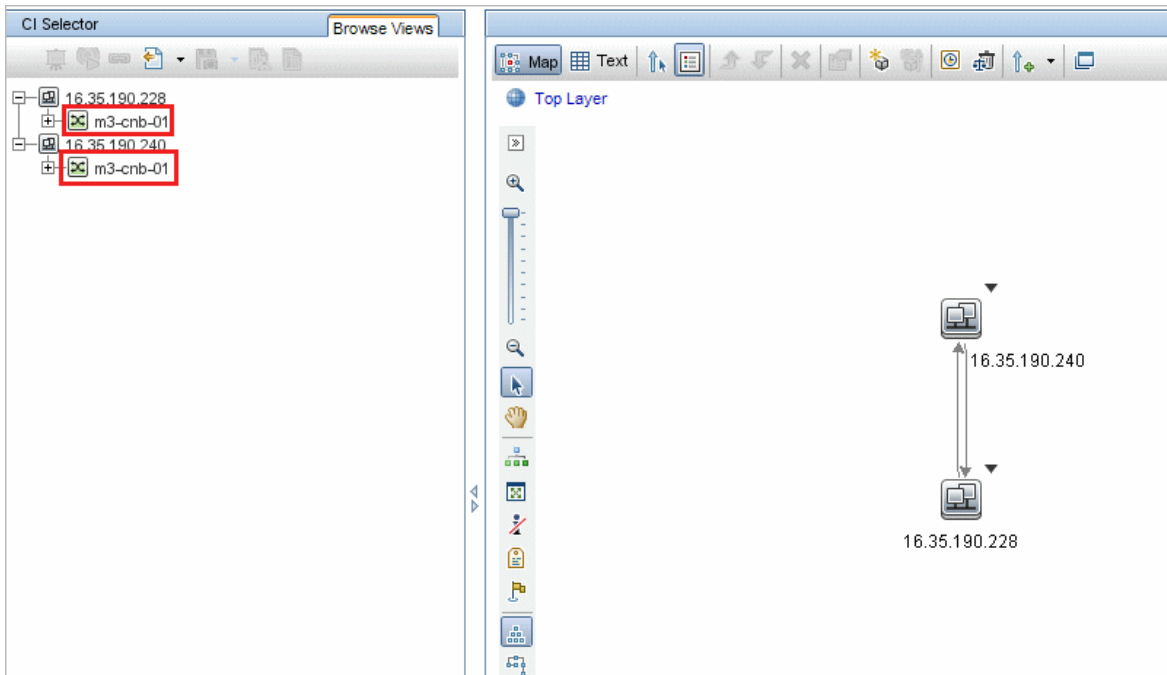 CI Selector
Browse Views
16.35.190.228
m3-cnb-01
16.35.190.240
m3-cnb-01
Map
Text
Top Layer
16.35.190.240
16.35.190.228